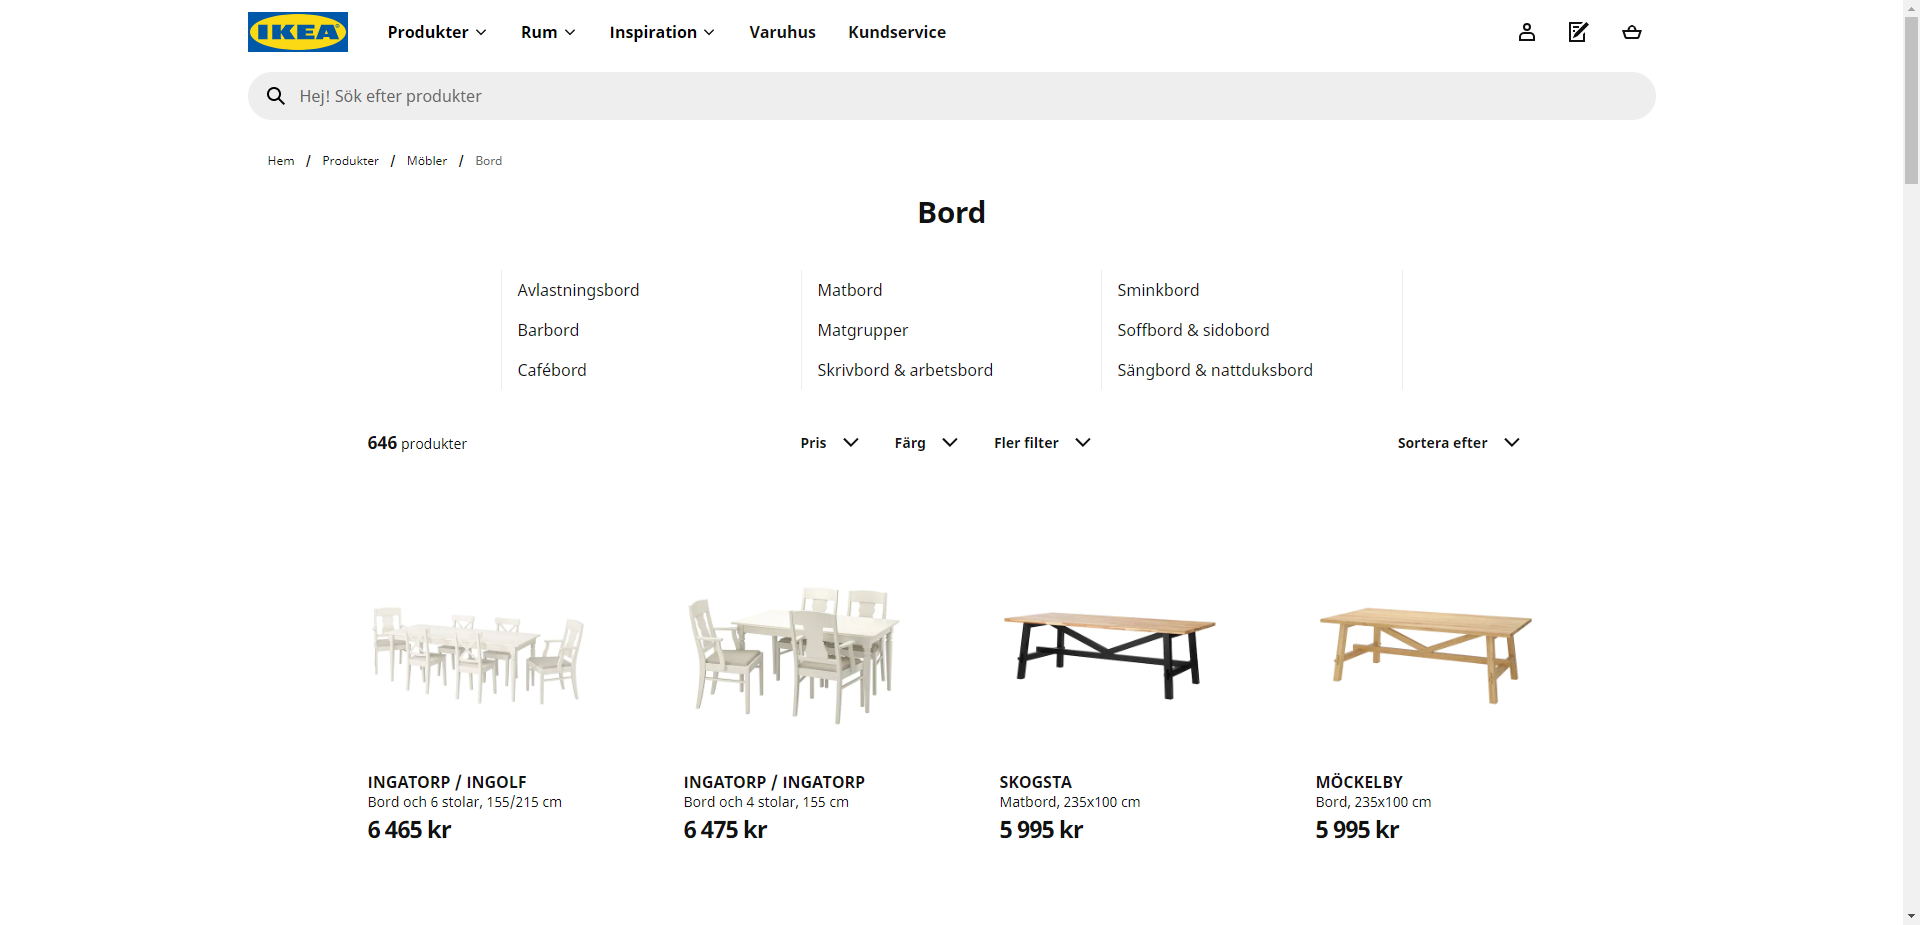 IKEA
Produkter Rum Inspiration Varuhus Kundservice
Hej! Sök efter produkter
Hem / Produkter / Möbler / Bord
Bord
Avlastningsbord Matbord Sminkbord
Barbord Matgrupper Soffbord & sidobord
Cafébord Skrivbord & arbetsbord Sängbord & nattduksbord
646 produkter Pris Färg Fler filter Sortera efter
INGATORP / INGOLF
Bord och 6 stolar, 155/215 cm
6 465 kr
INGATORP / INGATORP
Bord och 4 stolar, 155 cm
6 475 kr
SKOGSTA
Matbord, 235x100 cm
5 995 kr
MÖCKELBY
Bord, 235x100 cm
5 995 kr